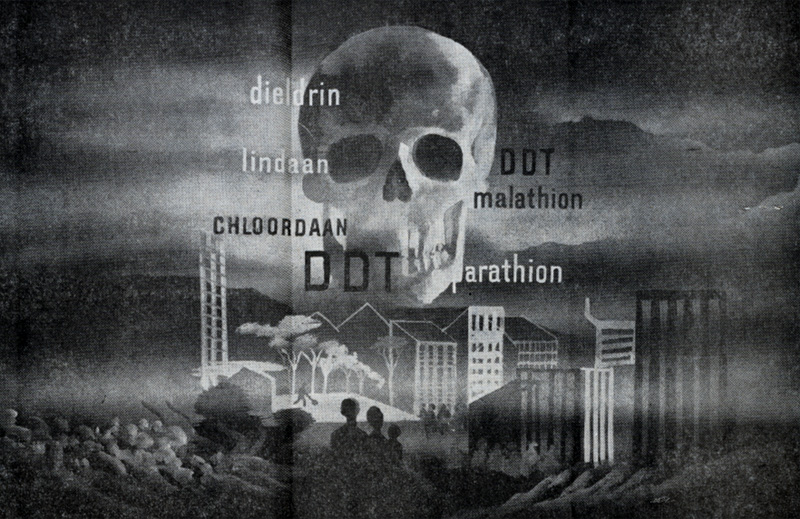 dieldrin
lindaan
DDT
malathion
CHLOORDAAN
DDT
parathion